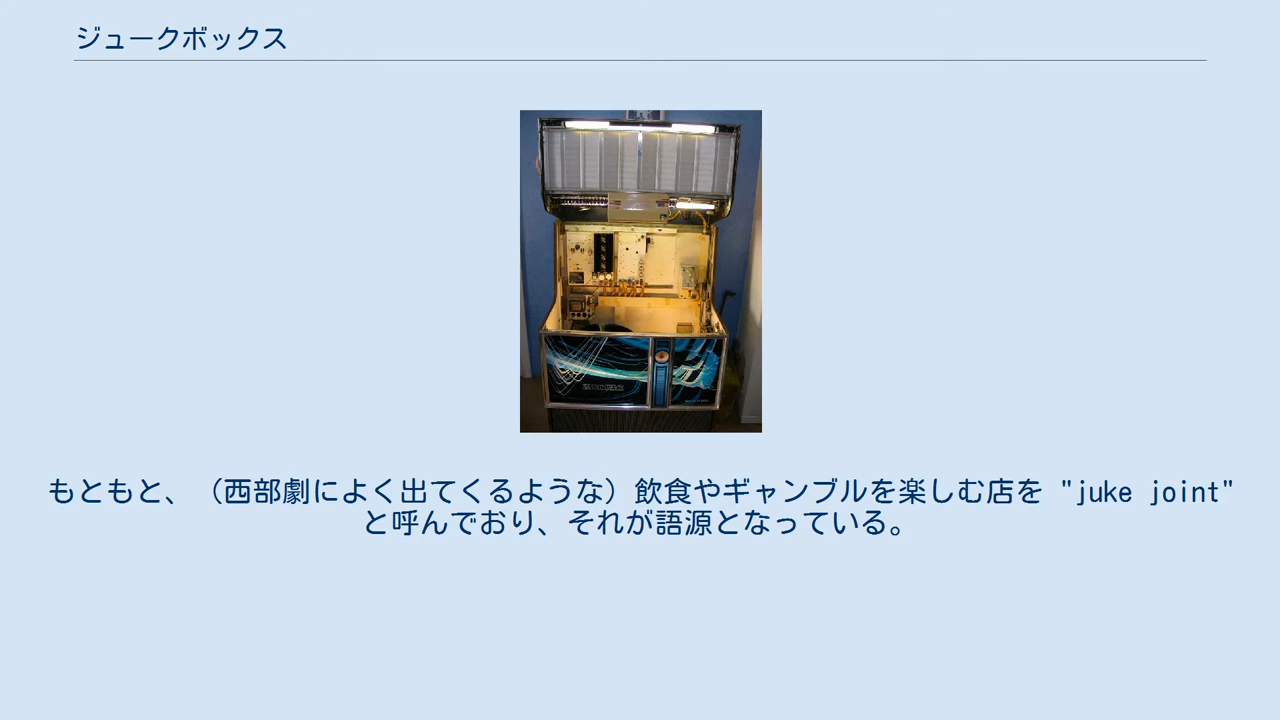 ジュークボックス
もともと、 （西部劇によく出てくるような）飲食やギャンブルを楽しむ店を "juke joint"
と呼んでおり、それが語源となっている。